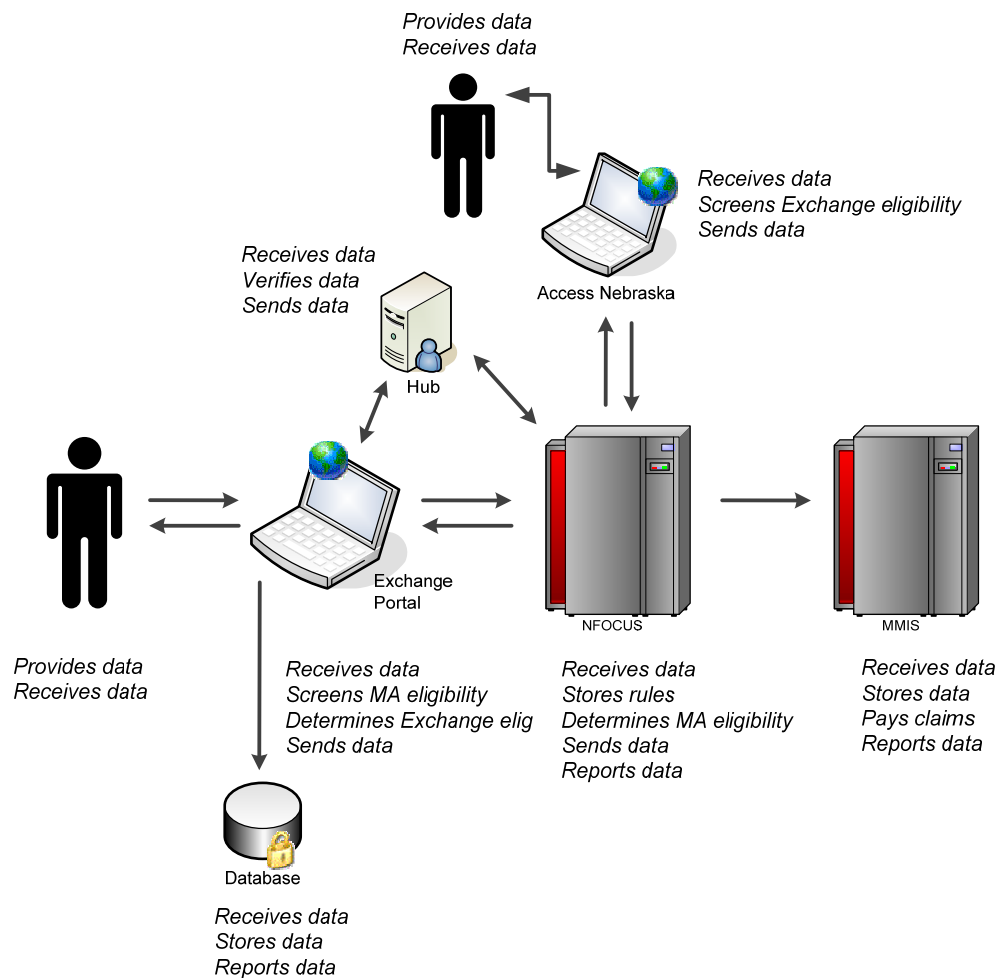 Provides data
Receives data
Receives data
Screens Exchange eligibility
Sends data
Access Nebraska
Receives data
Verifies data
Sends data
Hub
Exchange
Portal
NFOCUS
MMIS
Provides data
Receives data
Receives data
Screens MA eligibility
Determines Exchange elig
Sends data
Receives data
Stores rules
Determines MA eligibility
Sends data
Reports data
Receives data
Stores data
Pays claims
Reports data
Database
Receives data
Stores data
Reports data